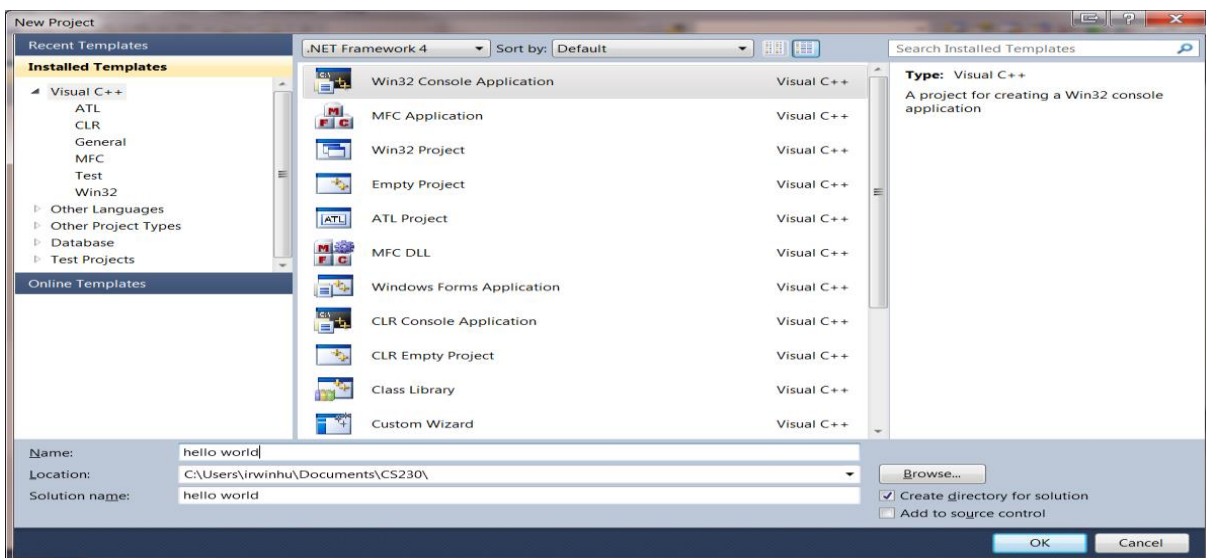 New Project
Recent Templates
Installed Templates
Visual C++
ATL
CLR
General
MFC
Test
Win32
Other Languages
Other Project Types
Database
Test Projects
Online Templates
.NET Framework 4
Sort by: Default
Win32 Console Application Visual C++
MFC Application Visual C++
Win32 Project Visual C++
Empty Project Visual C++
ATL Project Visual C++
MFC DLL Visual C++
Windows Forms Application Visual C++
CLR Console Application Visual C++
CLR Empty Project Visual C++
Class Library Visual C++
Custom Wizard Visual C++
Search Installed Templates
Type: Visual C++
A project for creating a Win32 console
application
Name: hello world
Location: C:\Users\irwinhu\Documents\CS230\
Browse...
Solution name: hello world
Create directory for solution
Add to source control
OK
Cancel